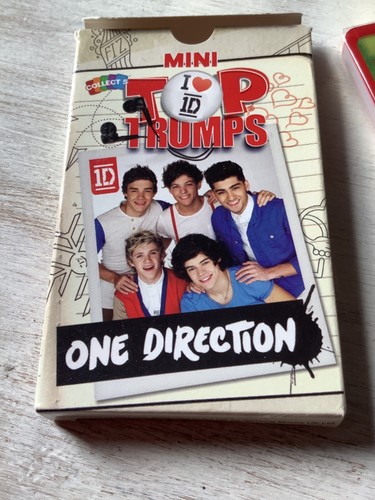 MINI
COLLECT 5
TOP
I ♥
1D
TRUMPS
1D
ONE DIRECTION